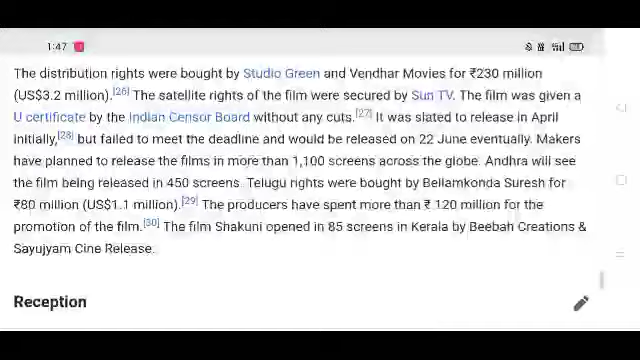 1:47
The distribution rights were bought by Studio Green and Vendhar Movies for ₹230 million
(US$3.2 million).[26] The satellite rights of the film were secured by Sun TV. The film was given a
U certificate by the Indian Censor Board without any cuts.[27] It was slated to release in April
initially,[28] but failed to meet the deadline and would be released on 22 June eventually. Makers
have planned to release the films in more than 1,100 screens across the globe. Andhra will see
the film being released in 450 screens. Telugu rights were bought by Bellamkonda Suresh for
₹80 million (US$1.1 million).[29] The producers have spent more than ₹ 120 million for the
promotion of the film.[30] The film Shakuni opened in 85 screens in Kerala by Beebah Creations &
Sayujyam Cine Release.
Reception